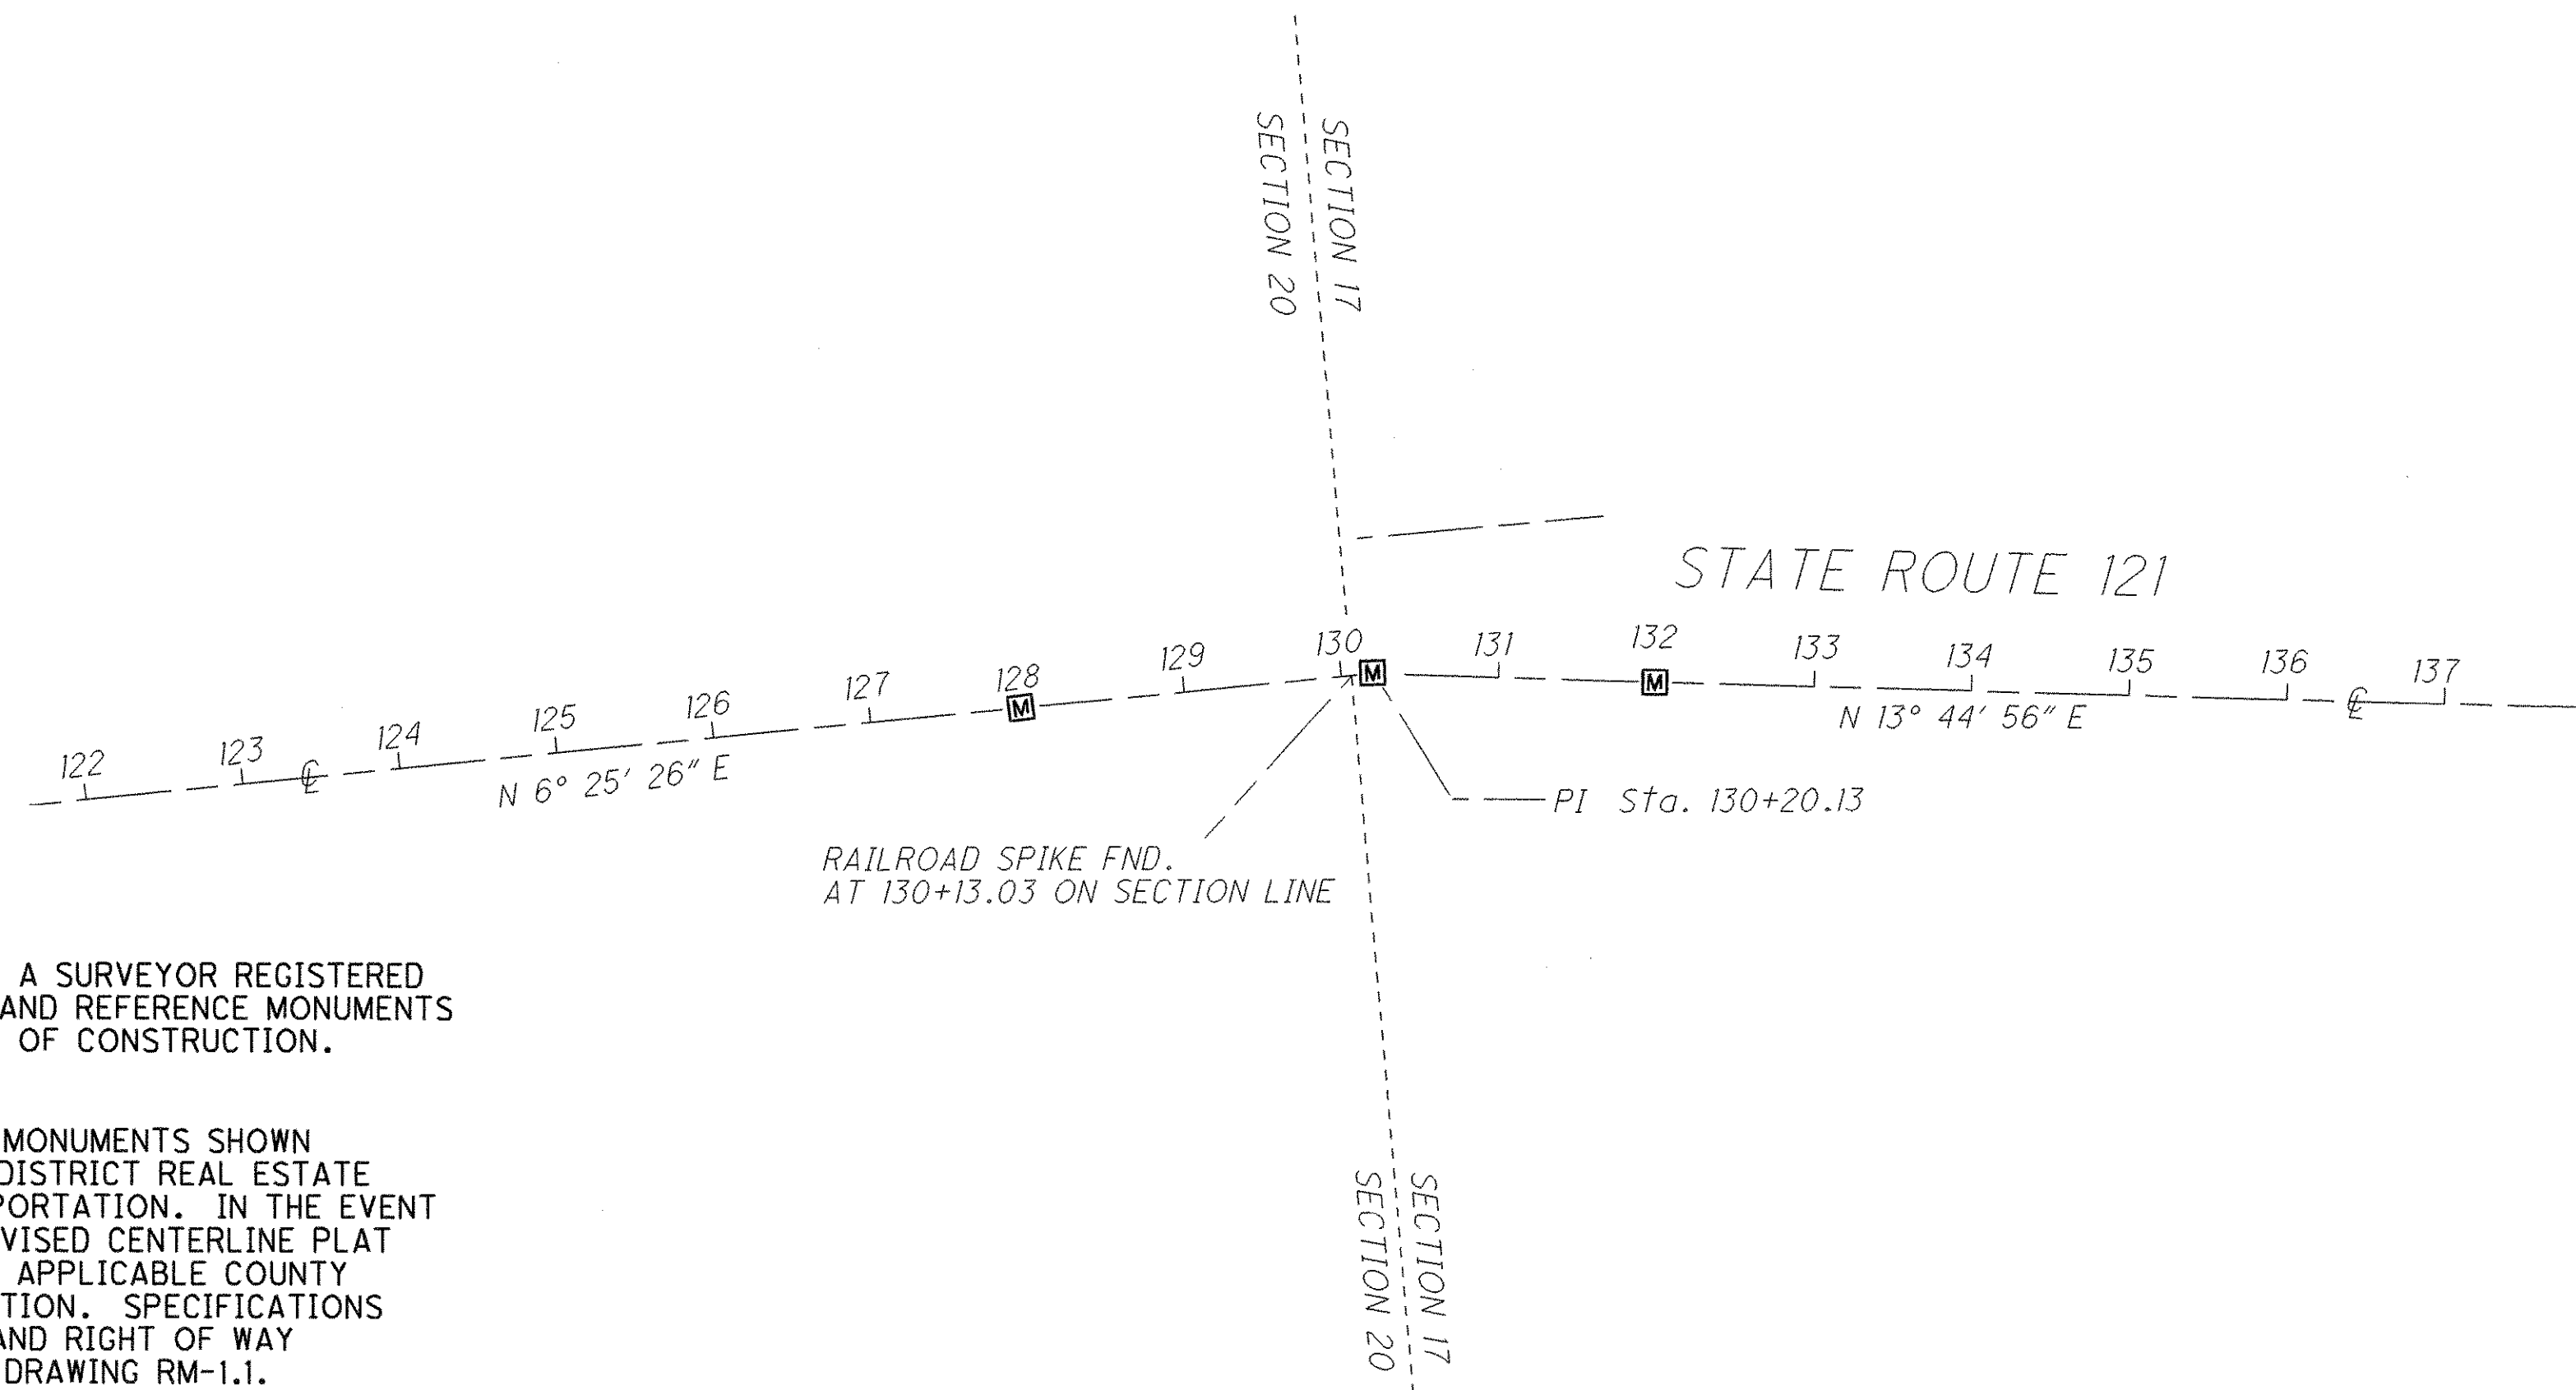 SECTION 20
SECTION 17
STATE ROUTE 121
122
123
124
125
126
127
128
129
130
131
132
133
134
135
136
137
M
M
M
℄
℄
N 6° 25' 26" E
N 13° 44' 56" E
PI Sta. 130+20.13
RAILROAD SPIKE FND.
AT 130+13.03 ON SECTION LINE
A SURVEYOR REGISTERED
AND REFERENCE MONUMENTS
OF CONSTRUCTION.
MONUMENTS SHOWN
DISTRICT REAL ESTATE
PORTATION. IN THE EVENT
VISED CENTERLINE PLAT
APPLICABLE COUNTY
TION. SPECIFICATIONS
AND RIGHT OF WAY
DRAWING RM-1.1.
SECTION 20
SECTION 17